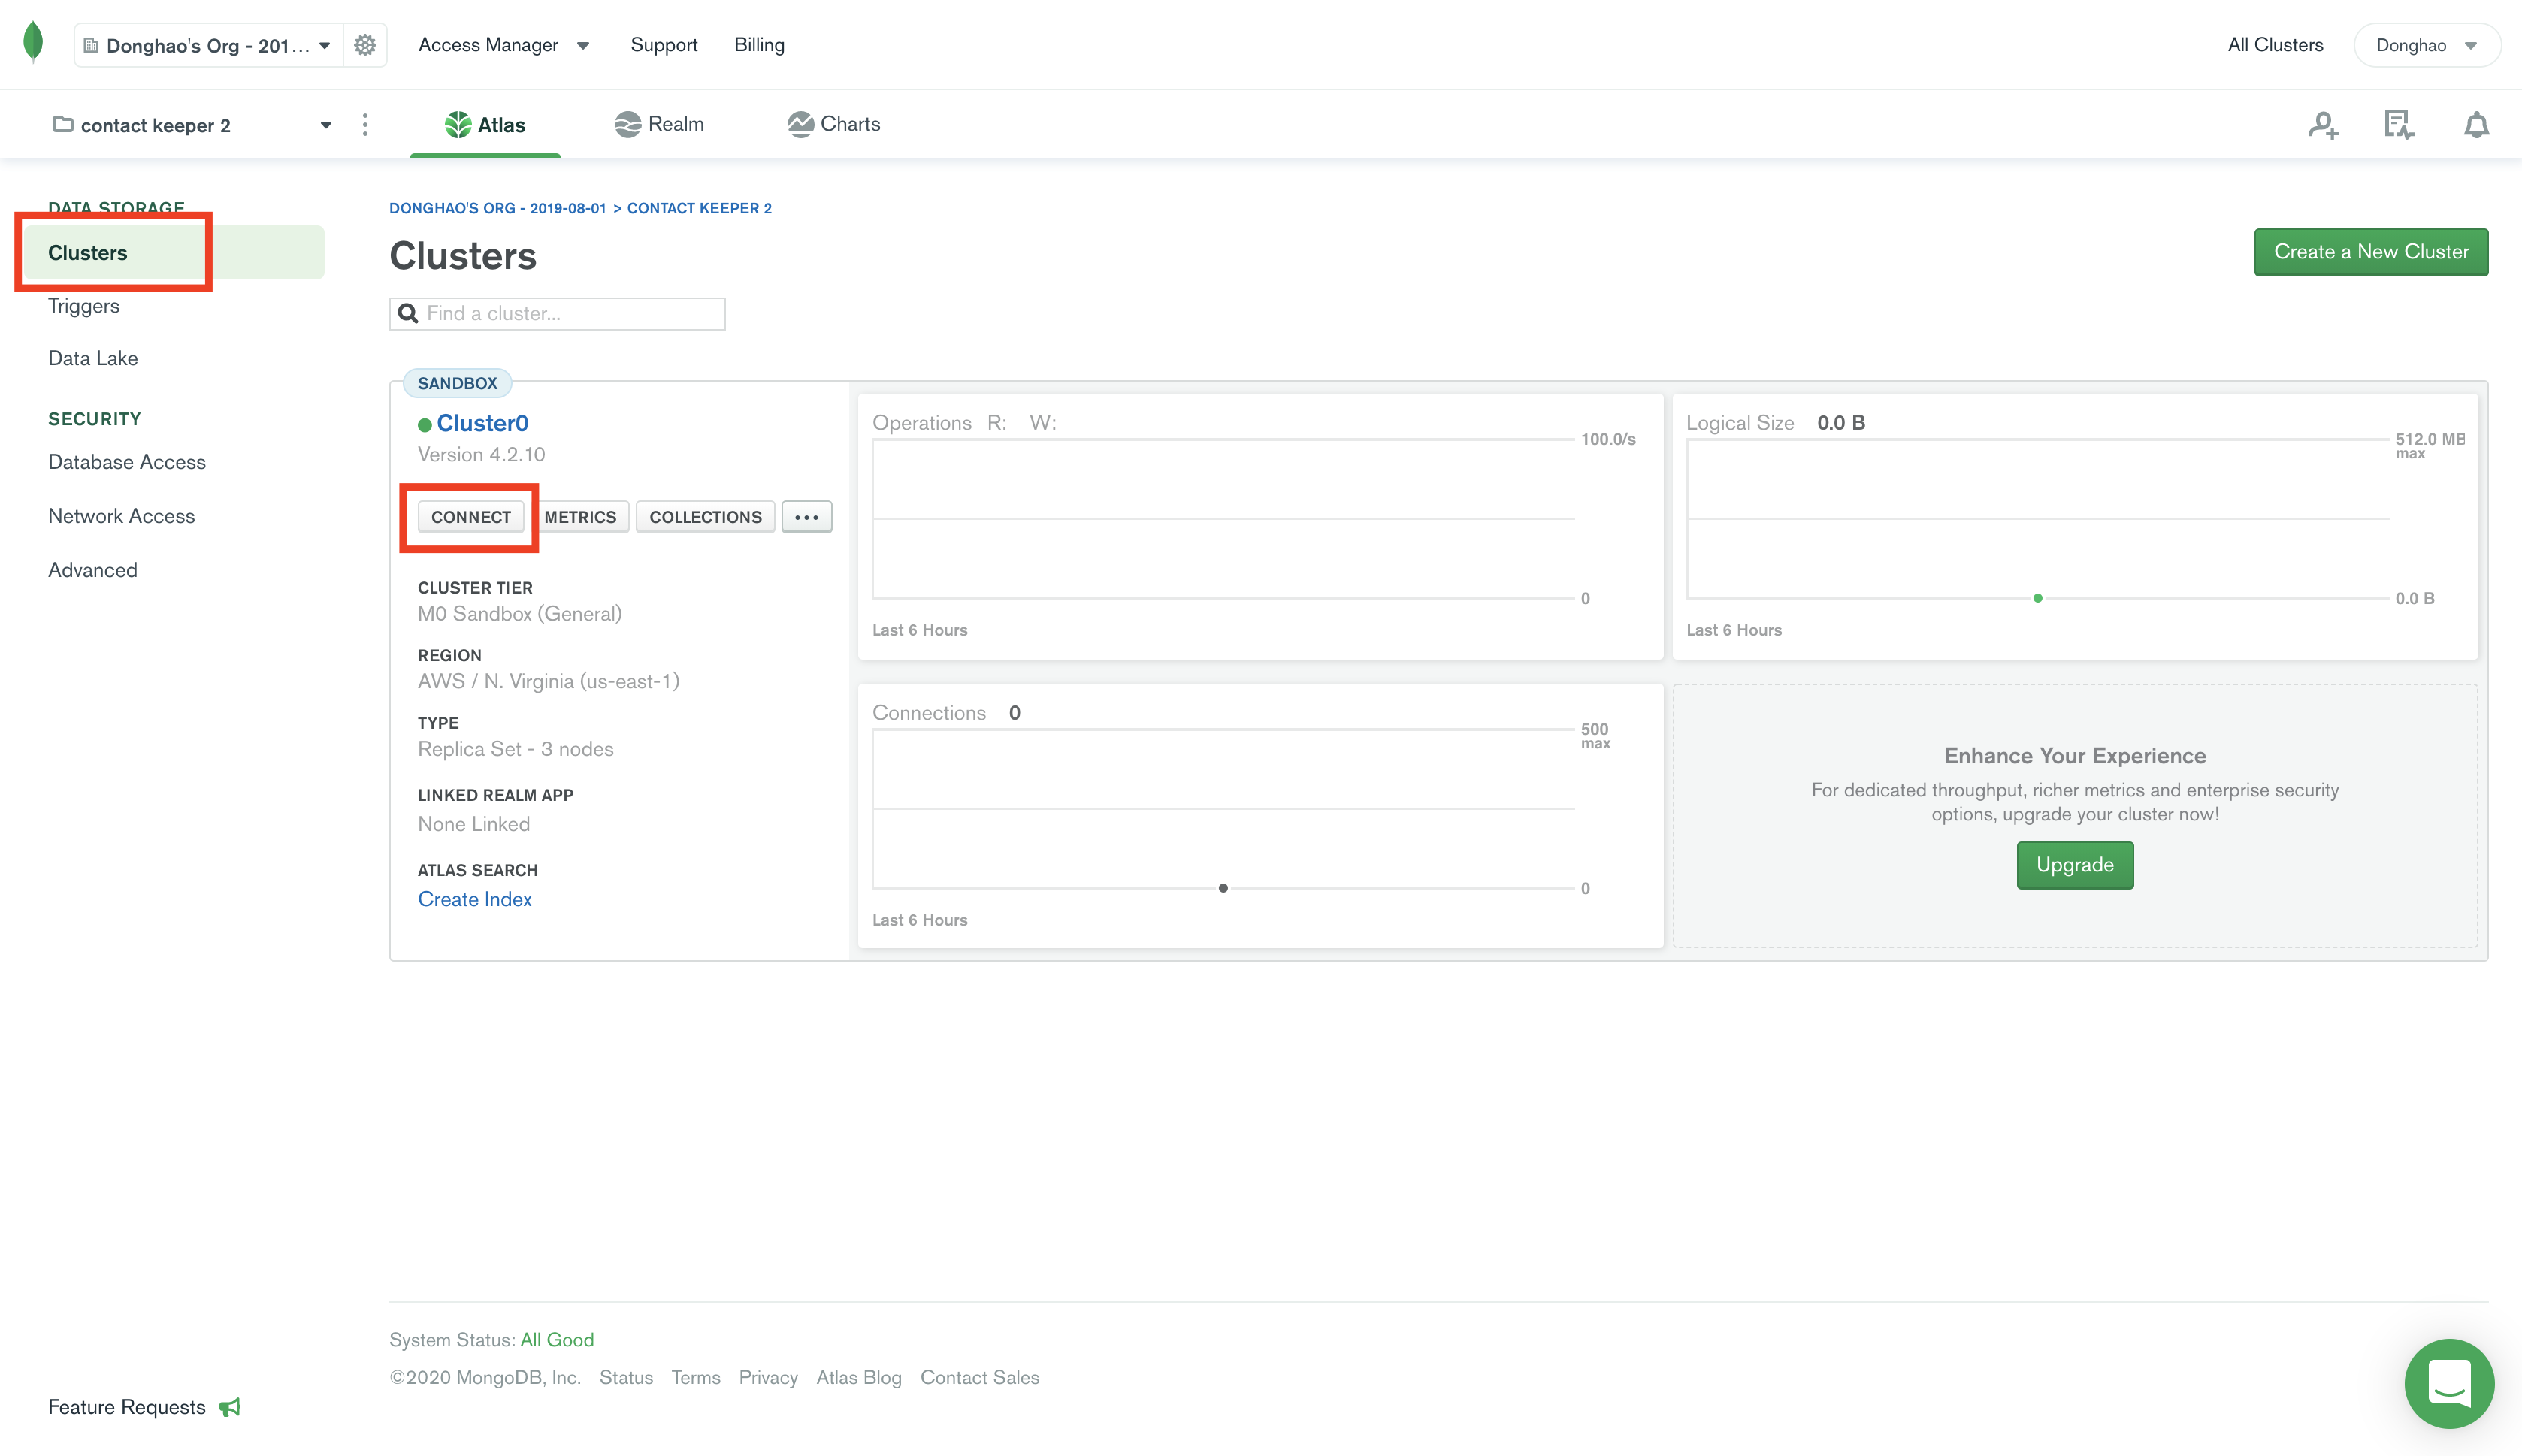 Donghao's Org - 201...
Access Manager
Support
Billing
All Clusters
Donghao
contact keeper 2
Atlas
Realm
Charts
DATA STORAGE
Clusters
Triggers
Data Lake
SECURITY
Database Access
Network Access
Advanced
DONGHAO'S ORG - 2019-08-01 > CONTACT KEEPER 2
Clusters
Create a New Cluster
Find a cluster...
SANDBOX
Cluster0
Version 4.2.10
CONNECT METRICS COLLECTIONS ...
CLUSTER TIER
M0 Sandbox (General)
REGION
AWS / N. Virginia (us-east-1)
TYPE
Replica Set - 3 nodes
LINKED REALM APP
None Linked
ATLAS SEARCH
Create Index
Operations R: W:
100.0/s
0
Last 6 Hours
Logical Size 0.0 B
512.0 MB
max
0.0 B
Last 6 Hours
Connections 0
500
max
0
Last 6 Hours
Enhance Your Experience
For dedicated throughput, richer metrics and enterprise security
options, upgrade your cluster now!
Upgrade
System Status: All Good
©2020 MongoDB, Inc. Status Terms Privacy Atlas Blog Contact Sales
Feature Requests